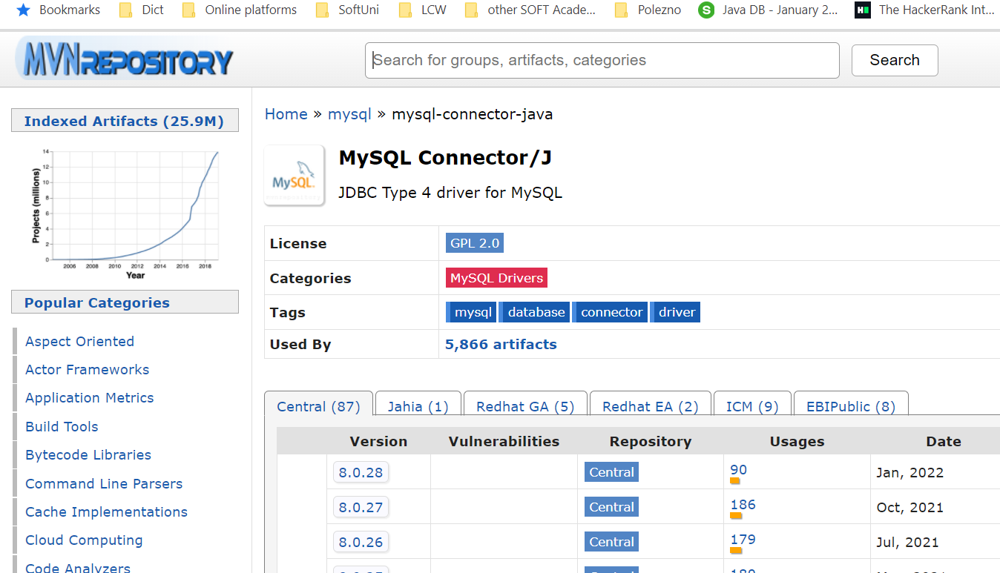 Bookmarks Dict Online platforms SoftUni LCW other SOFT Acade... Polezno S Java DB - January 2... H The HackerRank Int...
MVNREPOSITORY Search for groups, artifacts, categories Search
Indexed Artifacts (25.9M)
Projects (millions)
14
12
10
8
6
4
2
0
2006 2008 2010 2012 2014 2016 2018
Year
Popular Categories
Aspect Oriented
Actor Frameworks
Application Metrics
Build Tools
Bytecode Libraries
Command Line Parsers
Cache Implementations
Cloud Computing
Code Analyzers
Home » mysql » mysql-connector-java
MySQL
MySQL Connector/J
JDBC Type 4 driver for MySQL
License GPL 2.0
Categories MySQL Drivers
Tags mysql database connector driver
Used By 5,866 artifacts
Central (87) Jahia (1) Redhat GA (5) Redhat EA (2) ICM (9) EBIPublic (8)
Version Vulnerabilities Repository Usages Date
8.0.28 Central 90 Jan, 2022
8.0.27 Central 186 Oct, 2021
8.0.26 Central 179 Jul, 2021